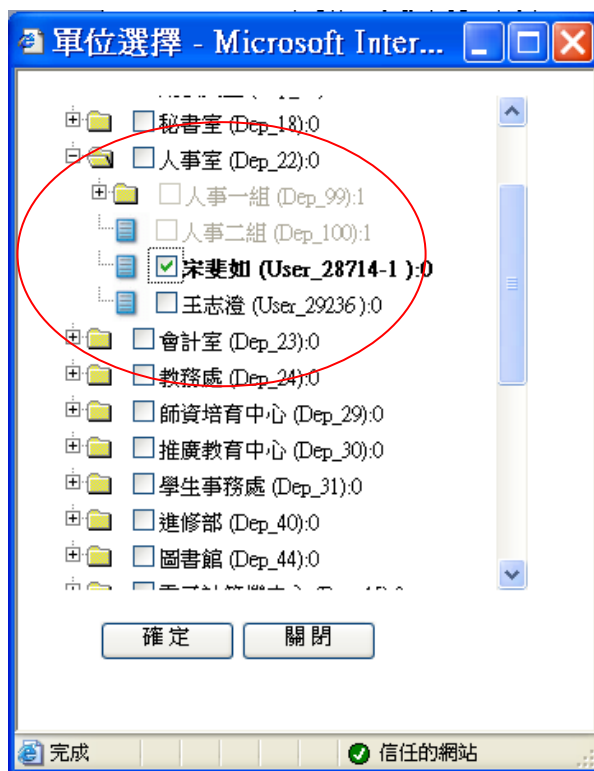 單位選擇 - Microsoft Inter...
秘書室 (Dep_18):0
人事室 (Dep_22):0
人事一組 (Dep_99):1
人事二組 (Dep_100):1
宋斐如 (User_28714-1 ):0
王志澄 (User_29236):0
會計室 (Dep_23):0
教務處 (Dep_24):0
師資培育中心 (Dep_29):0
推廣教育中心 (Dep_30):0
學生事務處 (Dep_31):0
進修部 (Dep_40):0
圖書館 (Dep_44):0
確定 關閉
完成 信任的網站